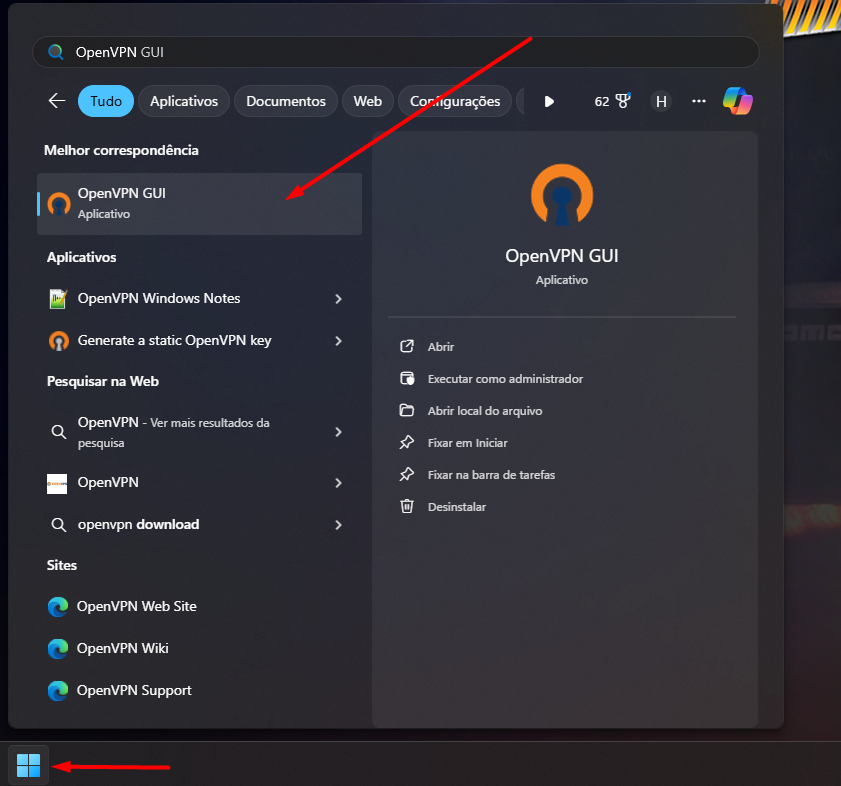 OpenVPN GUI
Tudo Aplicativos Documentos Web Configurações 62 H
Melhor correspondência
OpenVPN GUI
Aplicativo
Aplicativos
OpenVPN Windows Notes
Generate a static OpenVPN key
Pesquisar na Web
OpenVPN - Ver mais resultados da
pesquisa
OpenVPN
openvpn download
Sites
OpenVPN Web Site
OpenVPN Wiki
OpenVPN Support
OpenVPN GUI
Aplicativo
Abrir
Executar como administrador
Abrir local do arquivo
Fixar em Iniciar
Fixar na barra de tarefas
Desinstalar